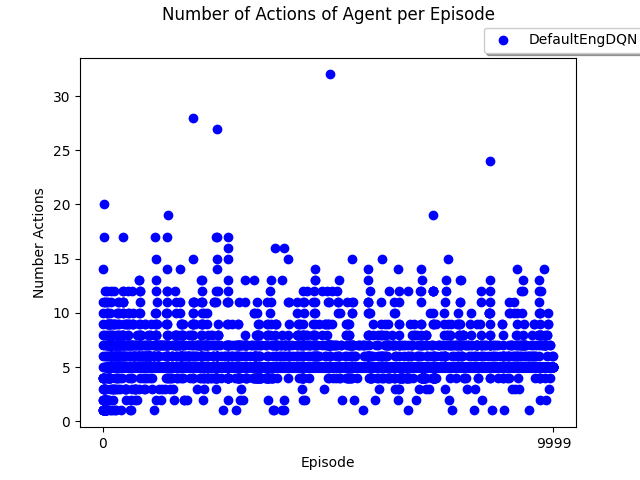 Number of Actions of Agent per Episode
DefaultEngDQN
30
25
20
15
10
5
0
Number Actions
0
9999
Episode